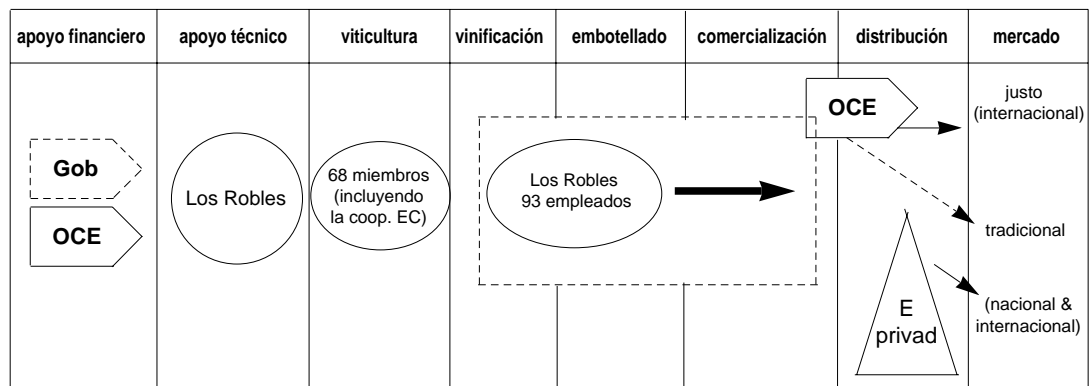 apoyo financiero
apoyo técnico
viticultura
vinificación
embotellado
comercialización
distribución
mercado
Gob
OCE
Los Robles
68 miembros
(incluyendo
la coop. EC)
Los Robles
93 empleados
OCE
E
privad
justo
(internacional)
tradicional
(nacional &
internacional)